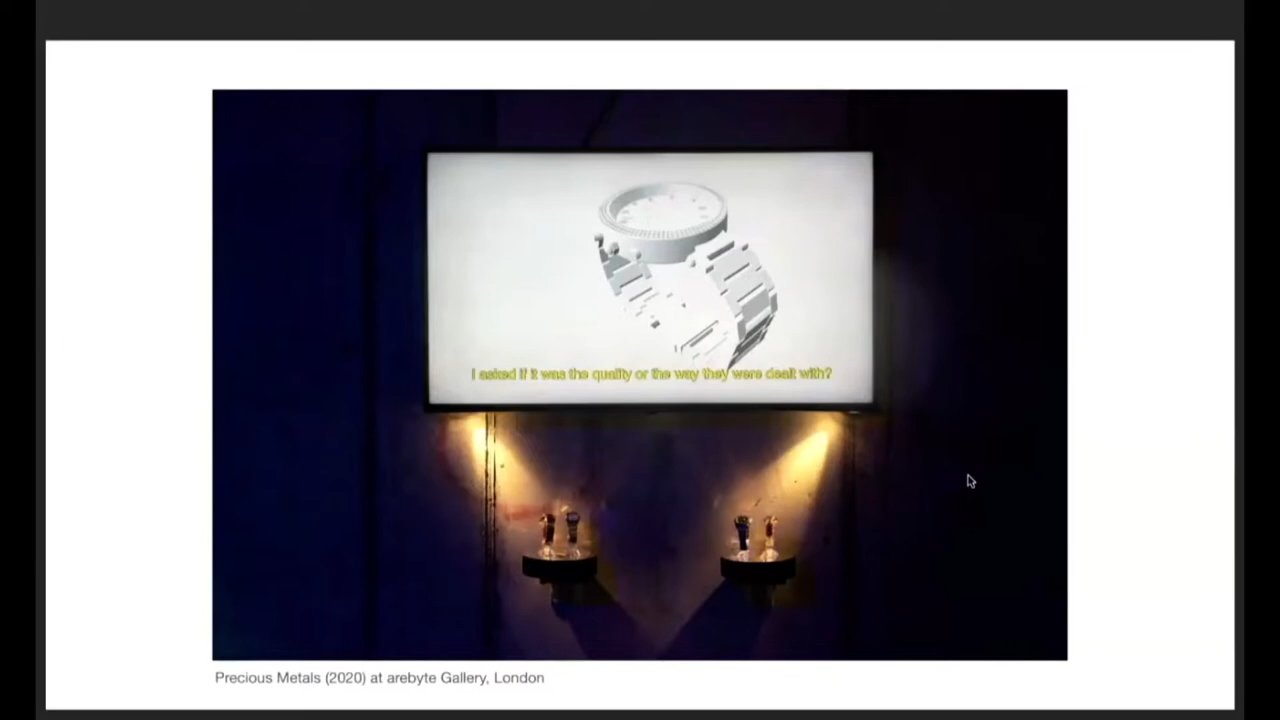 I asked if it was the quality or the way they were dealt with?
Precious Metals (2020) at arebyte Gallery, London